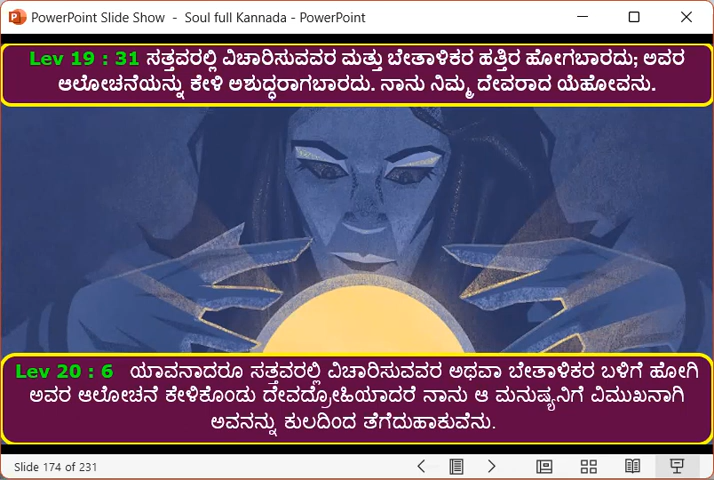 PowerPoint Slide Show - Soul full Kannada - PowerPoint
Lev 19 : 31 ಸತ್ತವರಲ್ಲಿ ವಿಚಾರಿಸುವವರ ಮತ್ತು ಬೇತಾಳಿಕರ ಹತ್ತಿರ ಹೋಗಬಾರದು; ಅವರ
ಆಲೋಚನೆಯನ್ನು ಕೇಳಿ ಅಶುದ್ಧರಾಗಬಾರದು. ನಾನು ನಿಮ್ಮ ದೇವರಾದ ಯೆಹೋವನು.
Lev 20 : 6 ಯಾವನಾದರೂ ಸತ್ತವರಲ್ಲಿ ವಿಚಾರಿಸುವವರ ಅಥವಾ ಬೇತಾಳಿಕರ ಬಳಿಗೆ ಹೋಗಿ
ಅವರ ಆಲೋಚನೆ ಕೇಳಿಕೊಂಡು ದೇವದ್ರೋಹಿಯಾದರೆ ನಾನು ಆ ಮನುಷ್ಯನಿಗೆ ವಿಮುಖನಾಗಿ
ಅವನನ್ನು ಕುಲದಿಂದ ತೆಗೆದುಹಾಕುವೆನು.
Slide 174 of 231